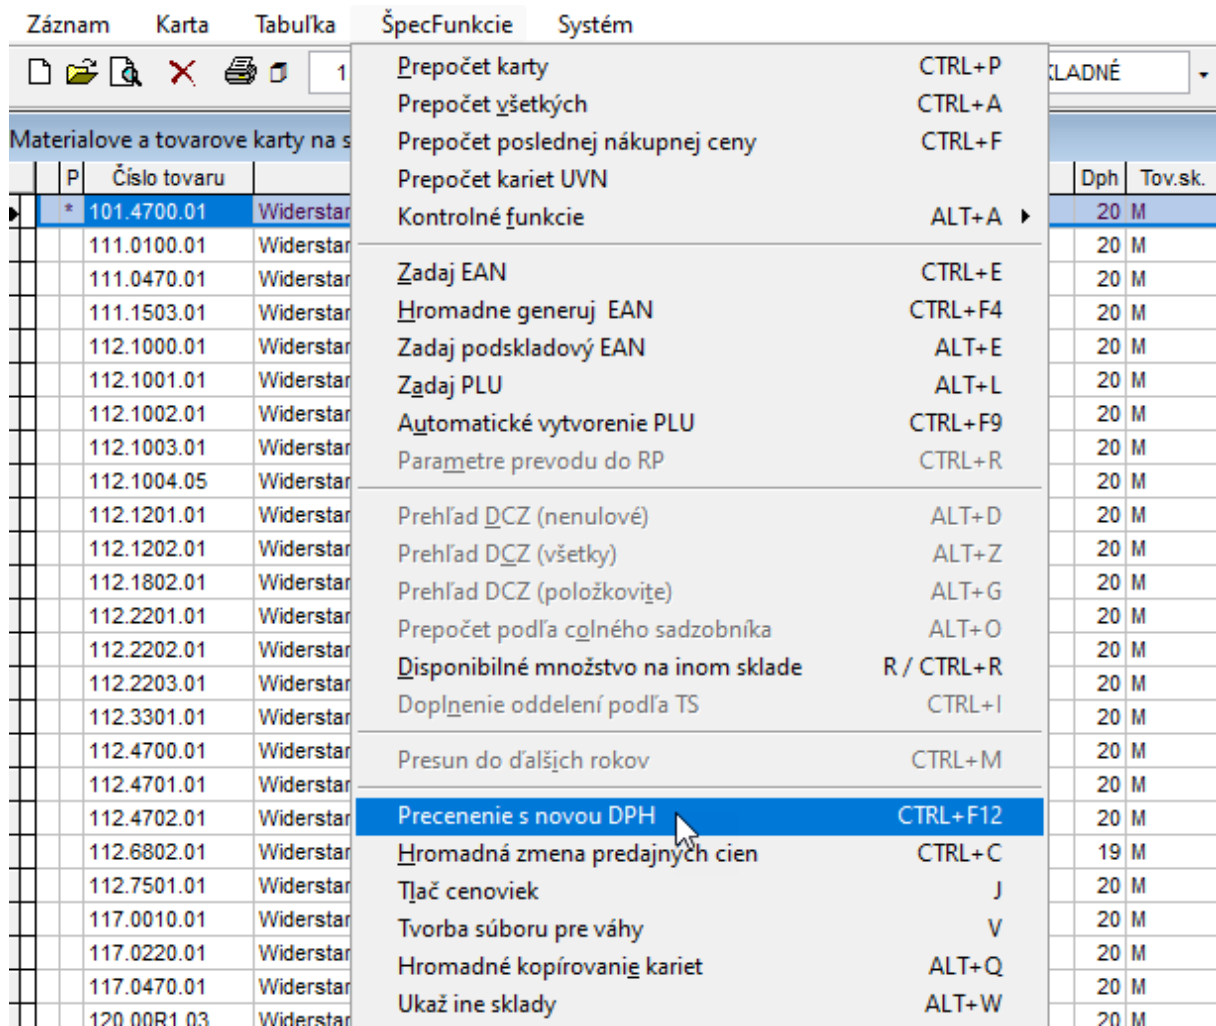 Záznam Karta Tabuľka ŠpecFunkcie Systém
1
Prepočet karty CTRL+P
Prepočet všetkých CTRL+A
Prepočet poslednej nákupnej ceny CTRL+F
Prepočet kariet UVN
Kontrolné funkcie ALT+A
Zadaj EAN CTRL+E
Hromadne generuj EAN CTRL+F4
Zadaj podskladový EAN ALT+E
Zadaj PLU ALT+L
Automatické vytvorenie PLU CTRL+F9
Parametre prevodu do RP CTRL+R
Prehľad DCZ (nenulové) ALT+D
Prehľad DCZ (všetky) ALT+Z
Prehľad DCZ (položkovite) ALT+G
Prepočet podľa colného sadzobníka ALT+O
Disponibilné množstvo na inom sklade R / CTRL+R
Doplnenie oddelení podľa TS CTRL+I
Presun do ďalšich rokov CTRL+M
Precenenie s novou DPH CTRL+F12
Hromadná zmena predajných cien CTRL+C
Tlač cenoviek J
Tvorba súboru pre váhy V
Hromadné kopírovanie kariet ALT+Q
Ukaž ine sklady ALT+W
KLADNÉ
Materialove a tovarove karty na s
P Číslo tovaru Dph Tov.sk.
* 101.4700.01 Widerstar 20 M
111.0100.01 Widerstar 20 M
111.0470.01 Widerstar 20 M
111.1503.01 Widerstar 20 M
112.1000.01 Widerstar 20 M
112.1001.01 Widerstar 20 M
112.1002.01 Widerstar 20 M
112.1003.01 Widerstar 20 M
112.1004.05 Widerstar 20 M
112.1201.01 Widerstar 20 M
112.1202.01 Widerstar 20 M
112.1802.01 Widerstar 20 M
112.2201.01 Widerstar 20 M
112.2202.01 Widerstar 20 M
112.2203.01 Widerstar 20 M
112.3301.01 Widerstar 20 M
112.4700.01 Widerstar 20 M
112.4701.01 Widerstar 20 M
112.4702.01 Widerstar 20 M
112.6802.01 Widerstar 19 M
112.7501.01 Widerstar 20 M
117.0010.01 Widerstar 20 M
117.0220.01 Widerstar 20 M
117.0470.01 Widerstar 20 M
120.00R1.03 Widerstar 20 M